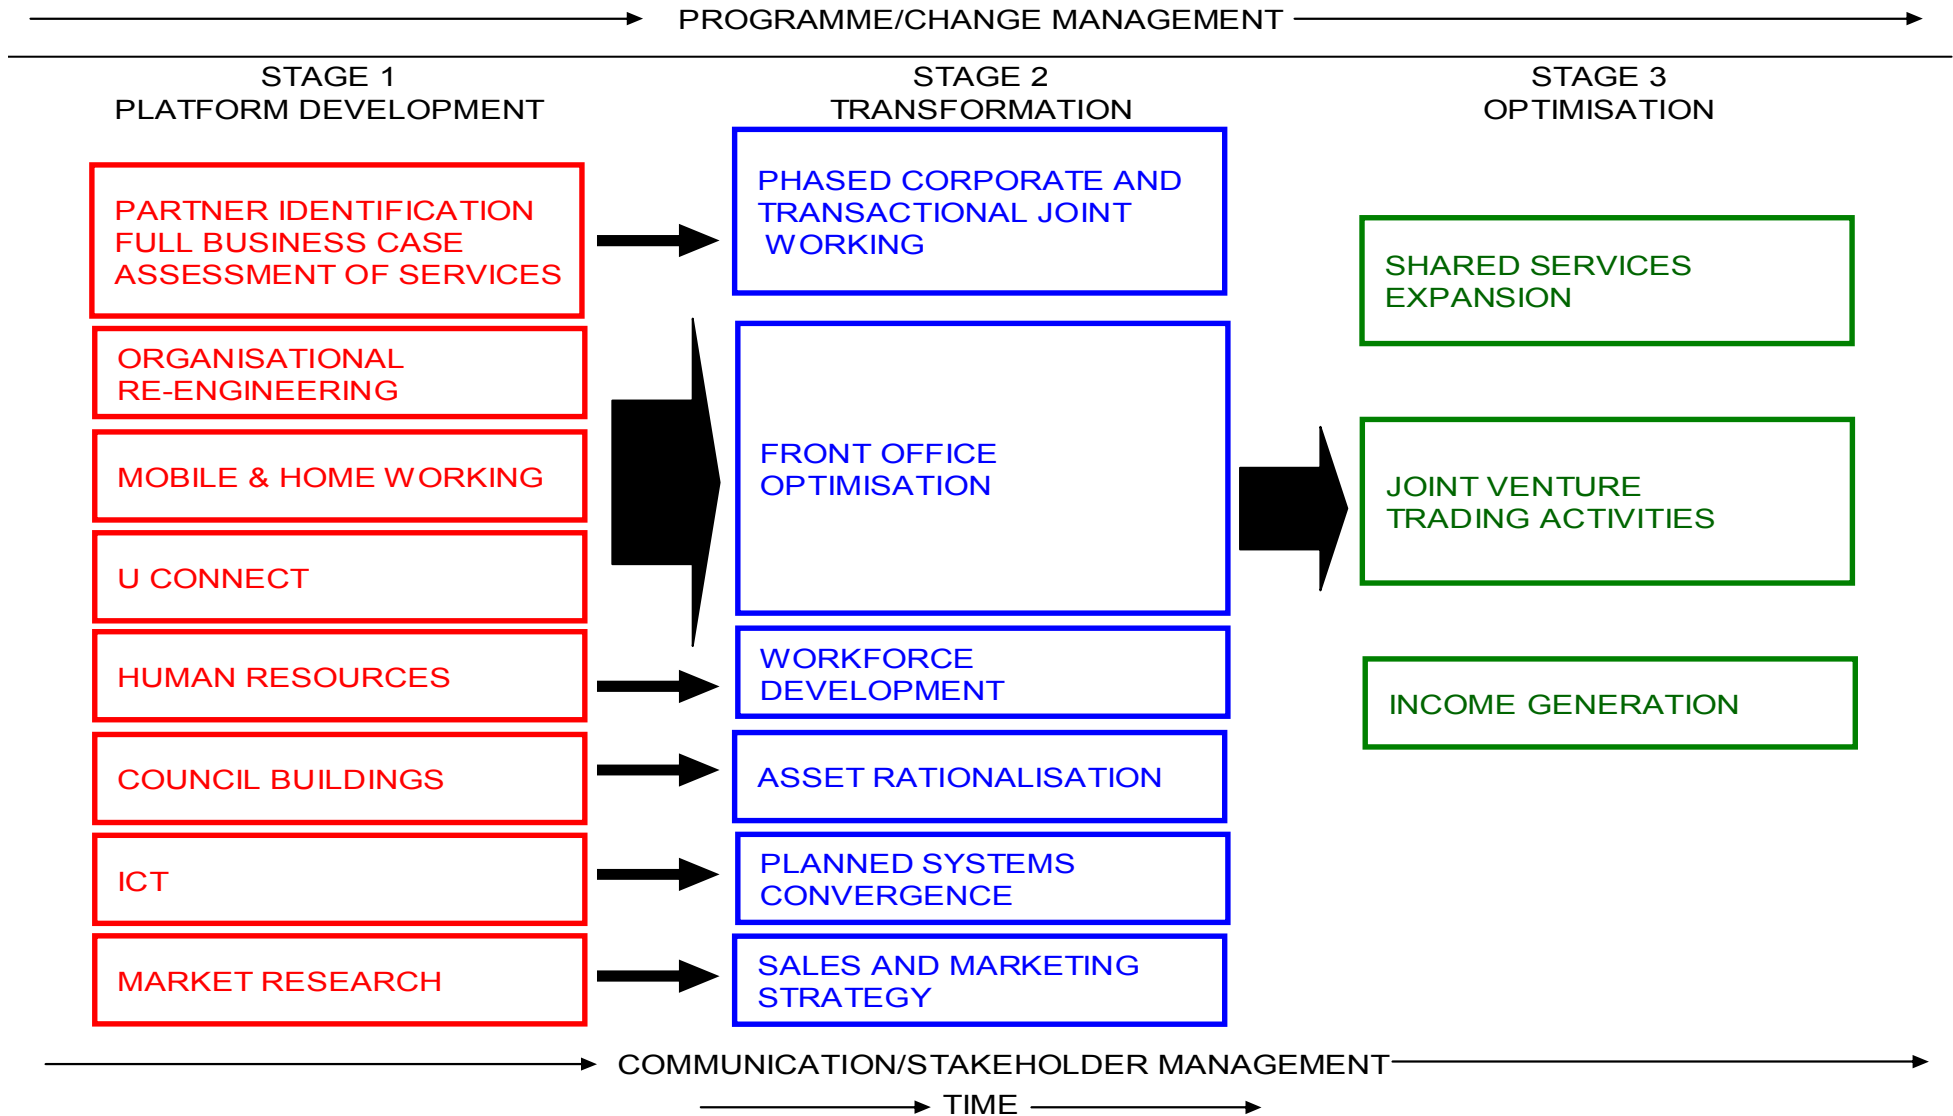 PROGRAMME/CHANGE MANAGEMENT
STAGE 1
PLATFORM DEVELOPMENT
STAGE 2
TRANSFORMATION
STAGE 3
OPTIMISATION
PARTNER IDENTIFICATION
FULL BUSINESS CASE
ASSESSMENT OF SERVICES
ORGANISATIONAL
RE-ENGINEERING
MOBILE & HOME WORKING
U CONNECT
HUMAN RESOURCES
COUNCIL BUILDINGS
ICT
MARKET RESEARCH
PHASED CORPORATE AND
TRANSACTIONAL JOINT
WORKING
FRONT OFFICE
OPTIMISATION
WORKFORCE
DEVELOPMENT
ASSET RATIONALISATION
PLANNED SYSTEMS
CONVERGENCE
SALES AND MARKETING
STRATEGY
SHARED SERVICES
EXPANSION
JOINT VENTURE
TRADING ACTIVITIES
INCOME GENERATION
COMMUNICATION/STAKEHOLDER MANAGEMENT
TIME